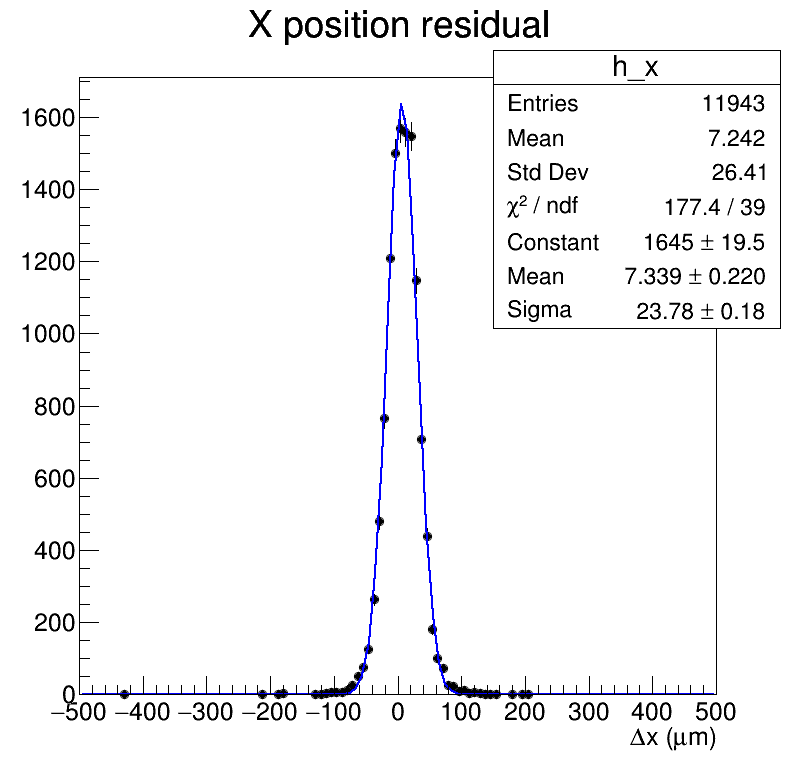 X position residual
h_x
Entries 11943
Mean 7.242
Std Dev 26.41
χ² / ndf 177.4 / 39
Constant 1645 ± 19.5
Mean 7.339 ± 0.220
Sigma 23.78 ± 0.18
1600
1400
1200
1000
800
600
400
200
0
−500 −400 −300 −200 −100 0 100 200 300 400 500
Δx (μm)